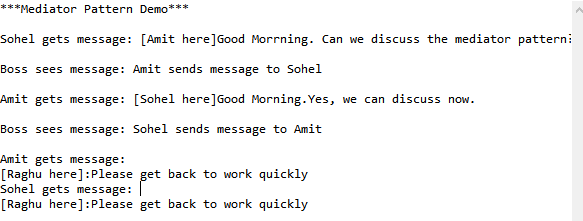 ***Mediator Pattern Demo***
Sohel gets message: [Amit here]Good Morrning. Can we discuss the mediator pattern?
Boss sees message: Amit sends message to Sohel
Amit gets message: [Sohel here]Good Morning.Yes, we can discuss now.
Boss sees message: Sohel sends message to Amit
Amit gets message:
[Raghu here]:Please get back to work quickly
Sohel gets message:
[Raghu here]:Please get back to work quickly